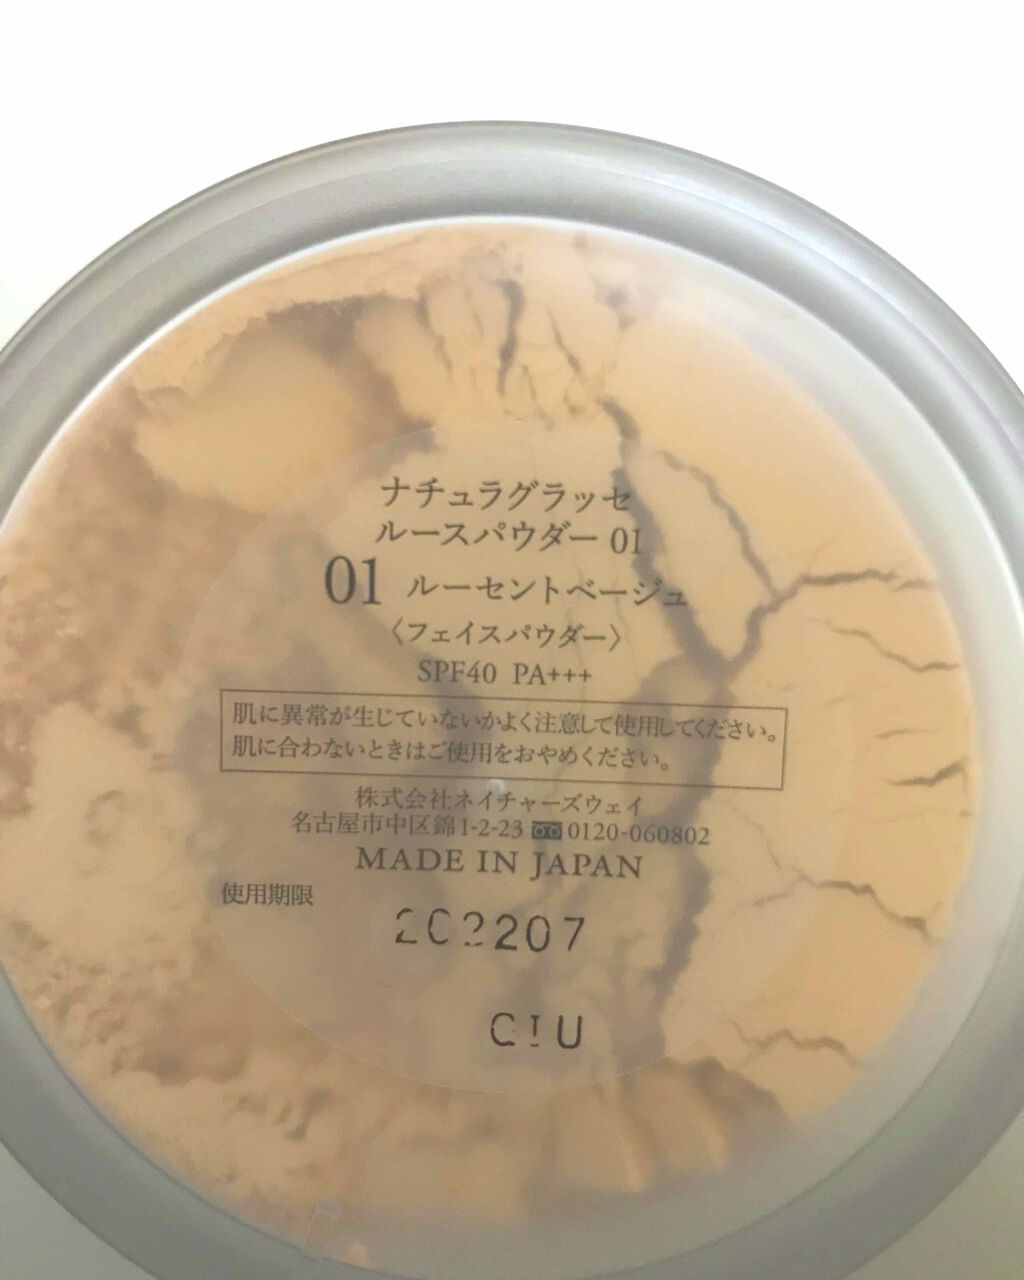 ナチュラグラッセ
ルースパウダー 01
01 ルーセントベージュ
〈フェイスパウダー〉
SPF40 PA+++
肌に異常が生じていないかよく注意して使用してください。
肌に合わないときはご使用をおやめください。
株式会社ネイチャーズウェイ
名古屋市中区錦1-2-23 0120-060802
MADE IN JAPAN
使用期限
202207
CIU